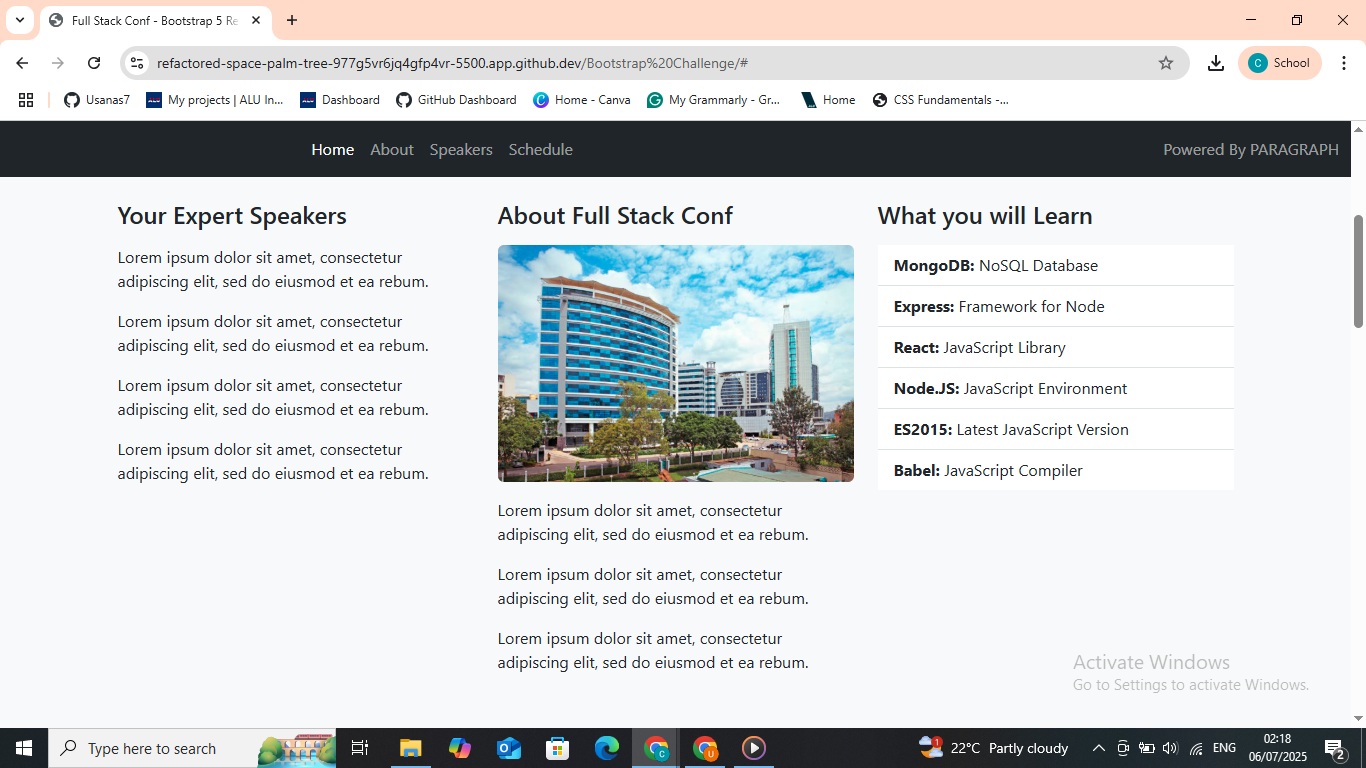 Full Stack Conf - Bootstrap 5 Re
refactored-space-palm-tree-977g5vr6jq4gfp4vr-5500.app.github.dev/Bootstrap%20Challenge/#
C
School
Usanas7
My projects | ALU In...
Dashboard
GitHub Dashboard
Home - Canva
My Grammarly - Gr...
Home
CSS Fundamentals -...
Home
About
Speakers
Schedule
Powered By PARAGRAPH
Your Expert Speakers
Lorem ipsum dolor sit amet, consectetur
adipiscing elit, sed do eiusmod et ea rebum.
Lorem ipsum dolor sit amet, consectetur
adipiscing elit, sed do eiusmod et ea rebum.
Lorem ipsum dolor sit amet, consectetur
adipiscing elit, sed do eiusmod et ea rebum.
Lorem ipsum dolor sit amet, consectetur
adipiscing elit, sed do eiusmod et ea rebum.
About Full Stack Conf
Lorem ipsum dolor sit amet, consectetur
adipiscing elit, sed do eiusmod et ea rebum.
Lorem ipsum dolor sit amet, consectetur
adipiscing elit, sed do eiusmod et ea rebum.
Lorem ipsum dolor sit amet, consectetur
adipiscing elit, sed do eiusmod et ea rebum.
What you will Learn
MongoDB: NoSQL Database
Express: Framework for Node
React: JavaScript Library
Node.JS: JavaScript Environment
ES2015: Latest JavaScript Version
Babel: JavaScript Compiler
Activate Windows
Go to Settings to activate Windows.
Type here to search
C
U
1
22°C Partly cloudy
ENG
02:18
06/07/2025
2